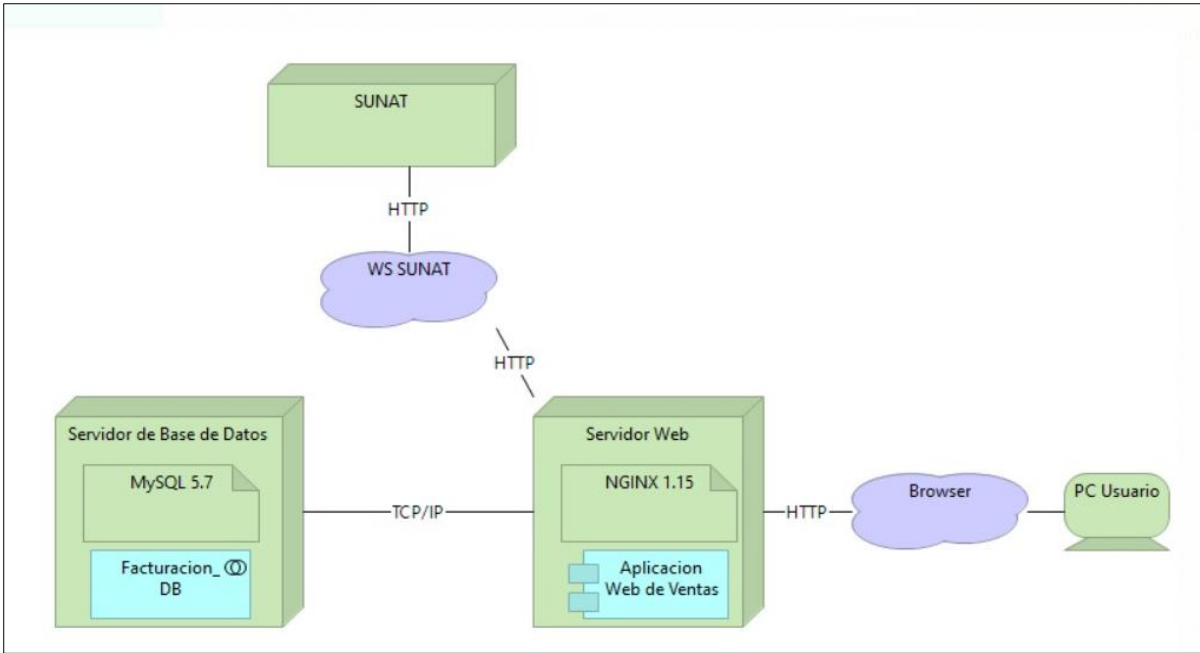 SUNAT
HTTP
WS SUNAT
HTTP
Servidor de Base de Datos
MySQL 5.7
Facturacion_
DB
TCP/IP
Servidor Web
NGINX 1.15
Aplicacion
Web de Ventas
HTTP
Browser
PC Usuario